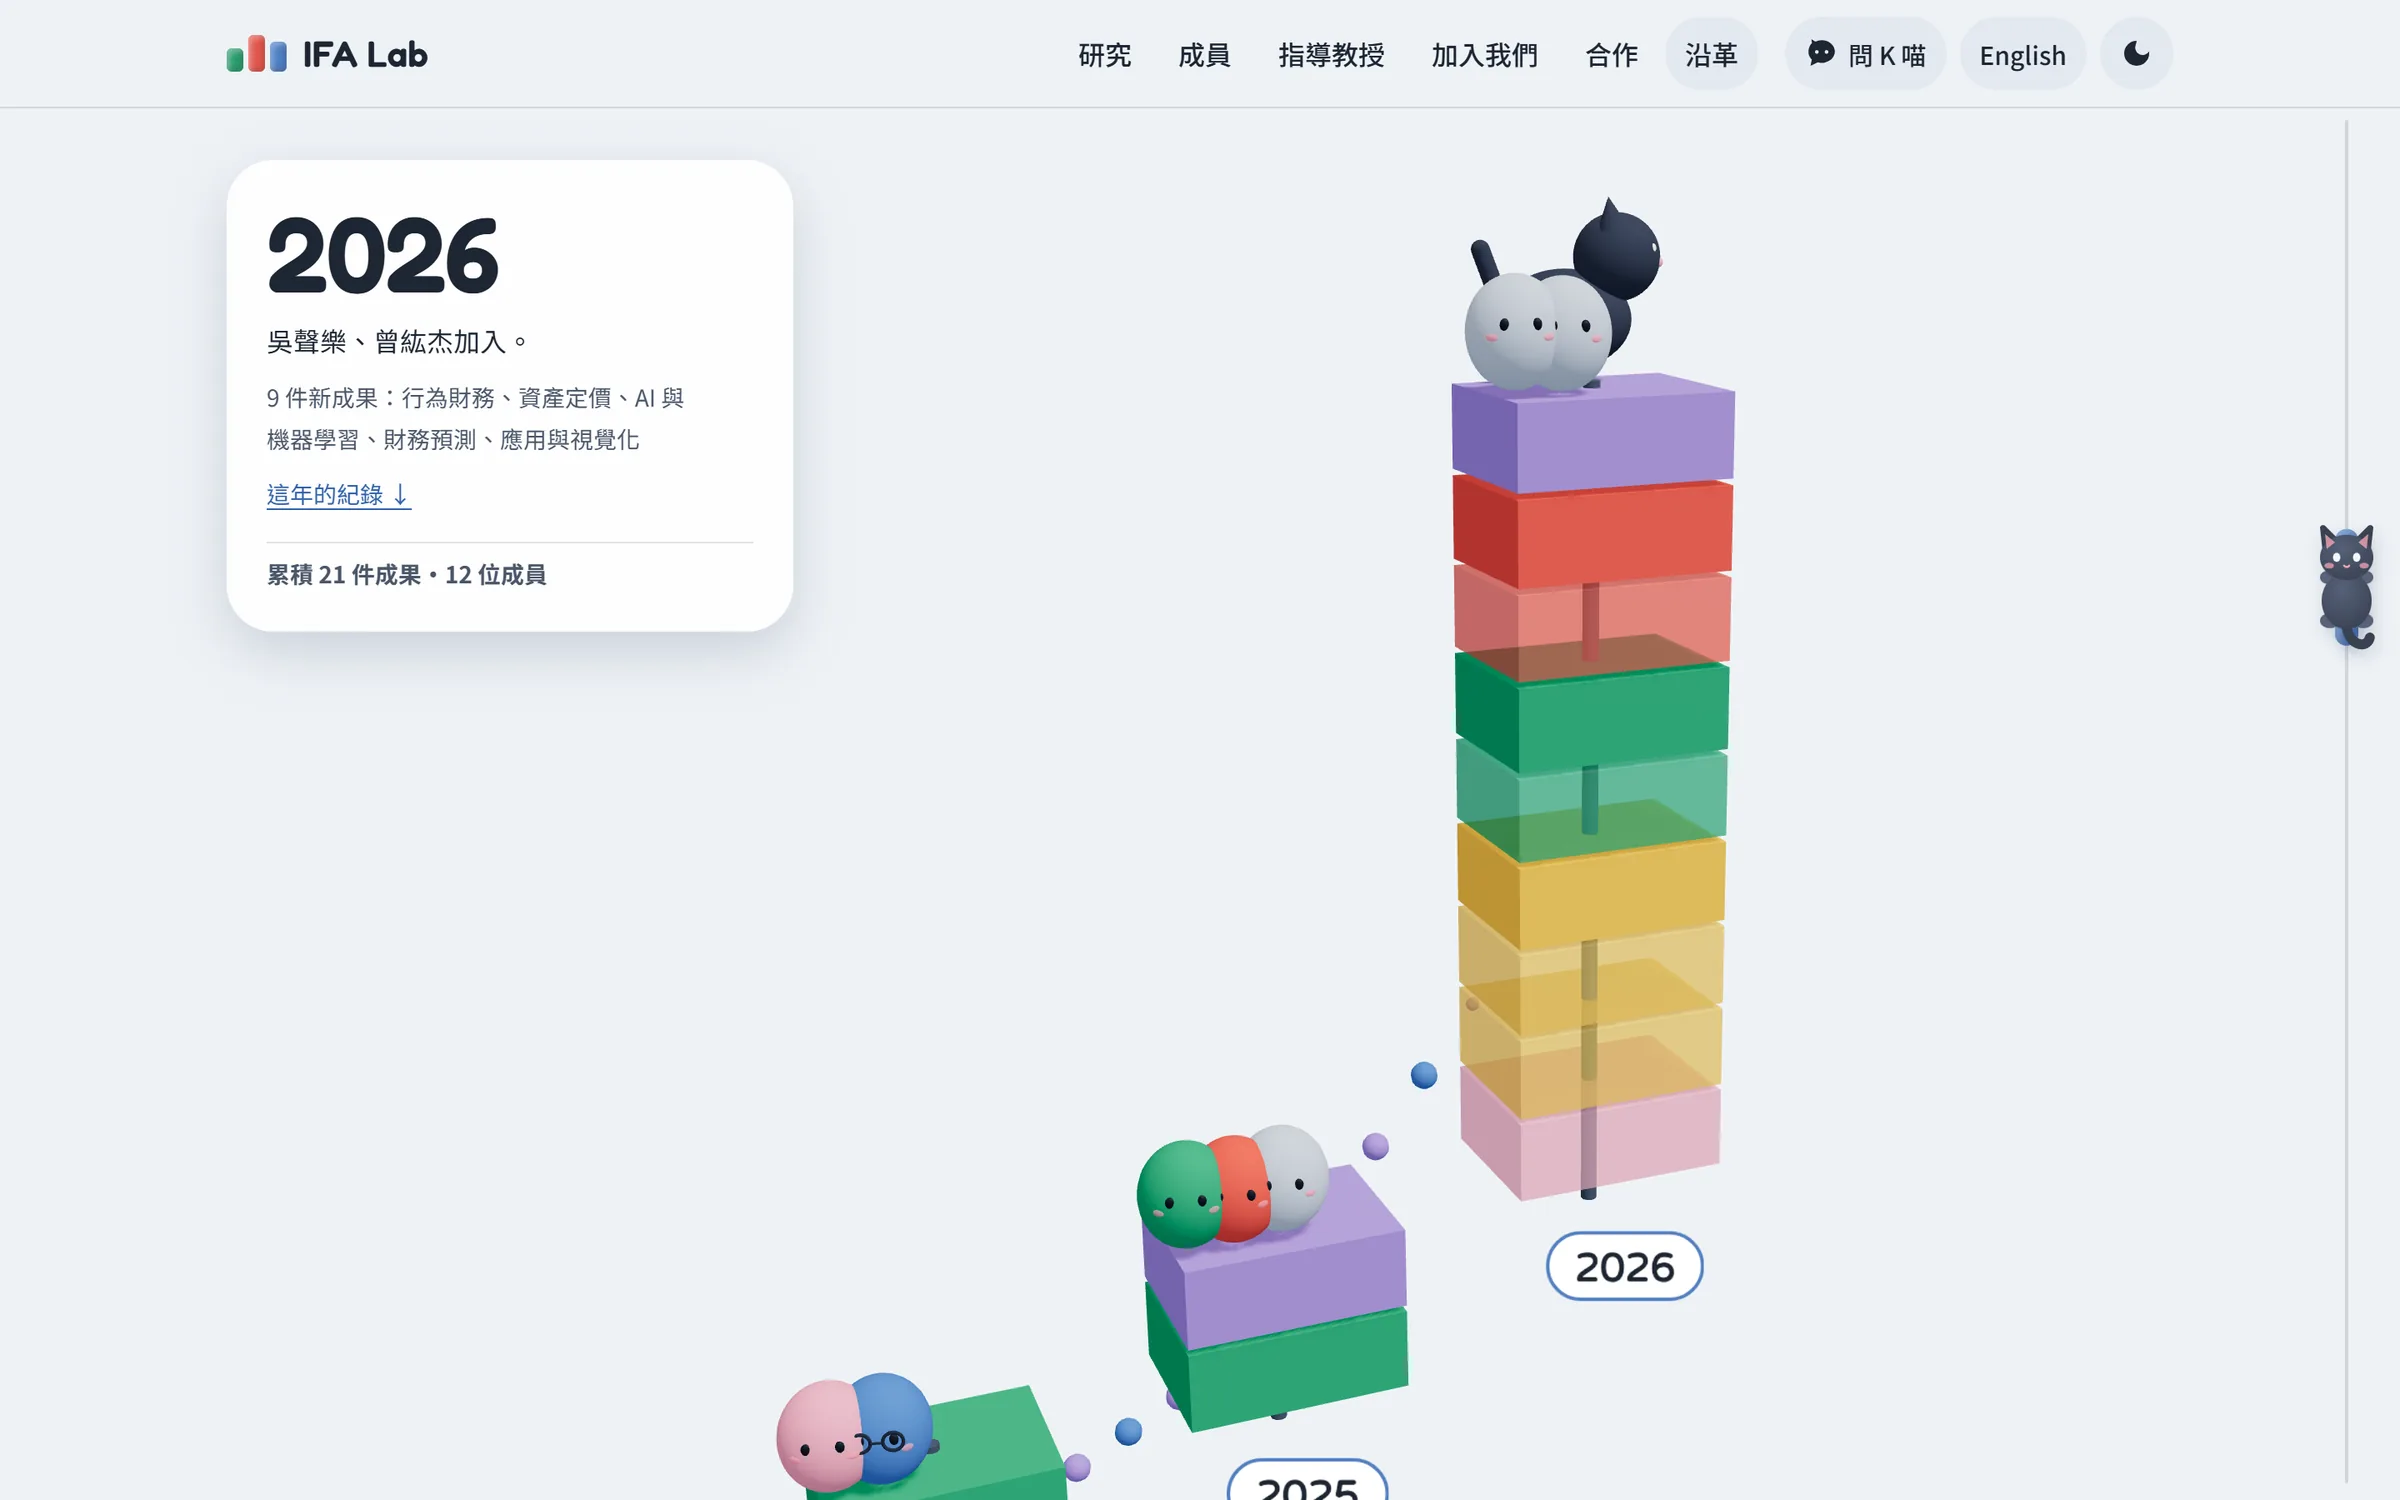 IFA Lab
研究
成員
指導教授
加入我們
合作
沿革
問 K 喵
English
2026
吳聲樂、曾紘杰加入。
9 件新成果：行為財務、資產定價、AI 與
機器學習、財務預測、應用與視覺化
這年的紀錄 ↓
累積 21 件成果・12 位成員
2026
2025